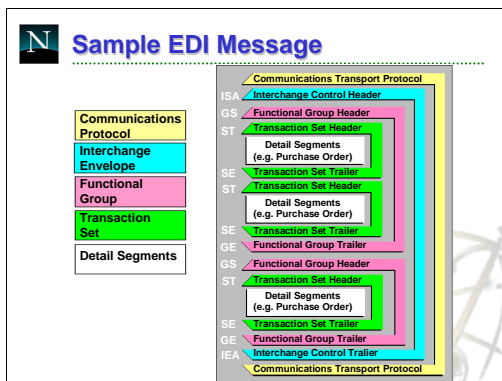 N
Sample EDI Message
Communications
Protocol
Interchange
Envelope
Functional
Group
Transaction
Set
Detail Segments
Communications Transport Protocol
ISA Interchange Control Header
GS Functional Group Header
ST Transaction Set Header
Detail Segments
(e.g. Purchase Order)
SE Transaction Set Trailer
ST Transaction Set Header
Detail Segments
(e.g. Purchase Order)
SE Transaction Set Trailer
GE Functional Group Trailer
GS Functional Group Header
ST Transaction Set Header
Detail Segments
(e.g. Purchase Order)
SE Transaction Set Trailer
GE Functional Group Trailer
IEA Interchange Control Tralier
Communications Transport Protocol